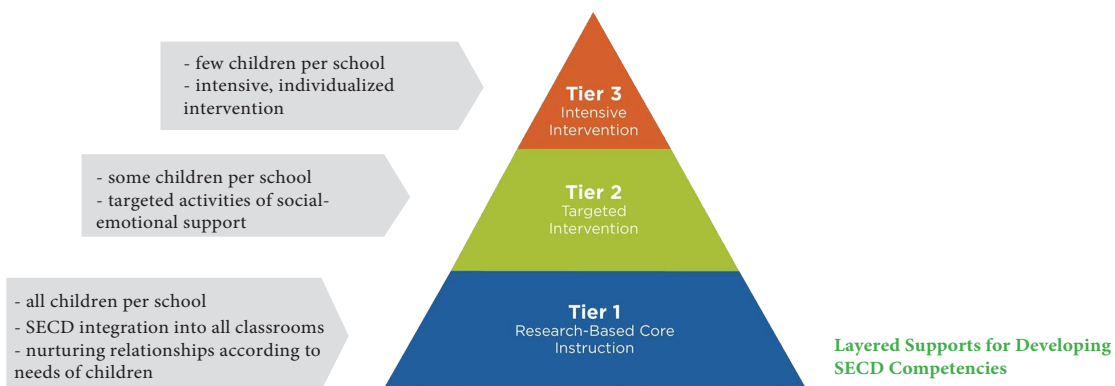 - few children per school
- intensive, individualized
intervention
Tier 3
Intensive
Intervention
- some children per school
- targeted activities of social-
emotional support
Tier 2
Targeted
Intervention
- all children per school
- SECD integration into all classrooms
- nurturing relationships according to
needs of children
Tier 1
Research-Based Core
Instruction
Layered Supports for Developing
SECD Competencies